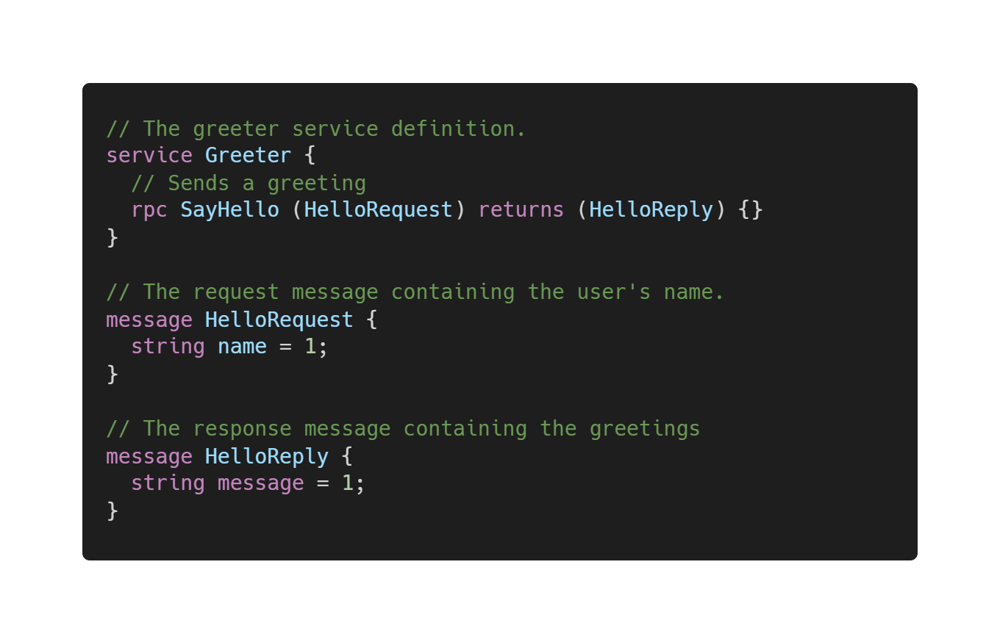 // The greeter service definition.
service Greeter {
  // Sends a greeting
  rpc SayHello (HelloRequest) returns (HelloReply) {}
}

// The request message containing the user's name.
message HelloRequest {
  string name = 1;
}

// The response message containing the greetings
message HelloReply {
  string message = 1;
}